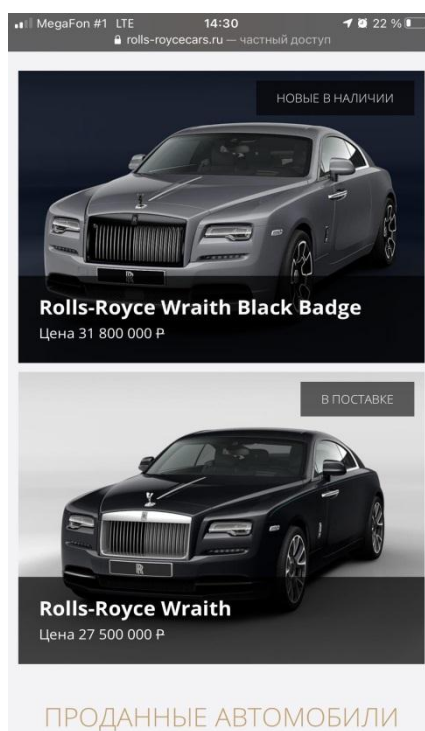 MegaFon #1 LTE 14:30 22 %
rolls-roycecars.ru — частный доступ
НОВЫЕ В НАЛИЧИИ
Rolls-Royce Wraith Black Badge
Цена 31 800 000 ₽
В ПОСТАВКЕ
Rolls-Royce Wraith
Цена 27 500 000 ₽
ПРОДАННЫЕ АВТОМОБИЛИ